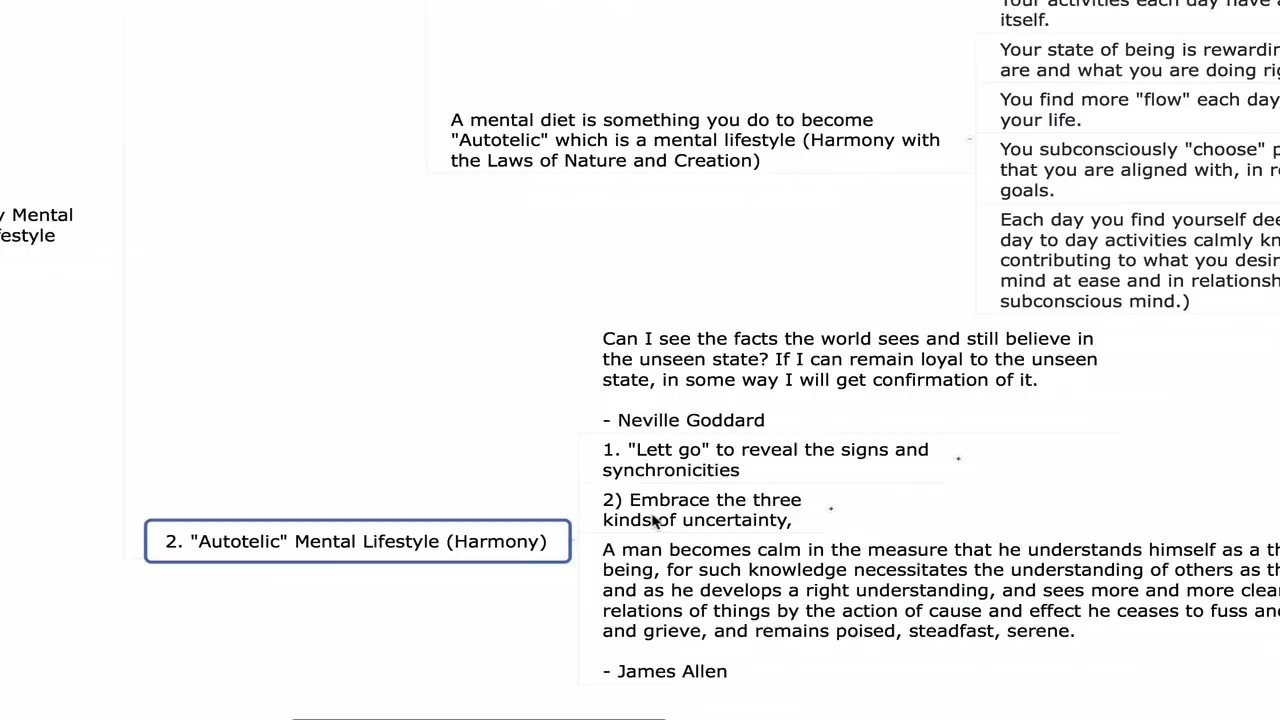 Your activities each day have a
itself.
Your state of being is rewardin
are and what you are doing rig
You find more "flow" each day
your life.
You subconsciously "choose" p
that you are aligned with, in re
goals.
Each day you find yourself dee
day to day activities calmly kn
contributing to what you desir
mind at ease and in relationsh
subconscious mind.)
A mental diet is something you do to become
"Autotelic" which is a mental lifestyle (Harmony with
the Laws of Nature and Creation)
y Mental
festyle
Can I see the facts the world sees and still believe in
the unseen state? If I can remain loyal to the unseen
state, in some way I will get confirmation of it.
- Neville Goddard
1. "Lett go" to reveal the signs and
synchronicities
2) Embrace the three
kinds of uncertainty,
2. "Autotelic" Mental Lifestyle (Harmony)
A man becomes calm in the measure that he understands himself as a th
being, for such knowledge necessitates the understanding of others as th
and as he develops a right understanding, and sees more and more clear
relations of things by the action of cause and effect he ceases to fuss and
and grieve, and remains poised, steadfast, serene.
- James Allen